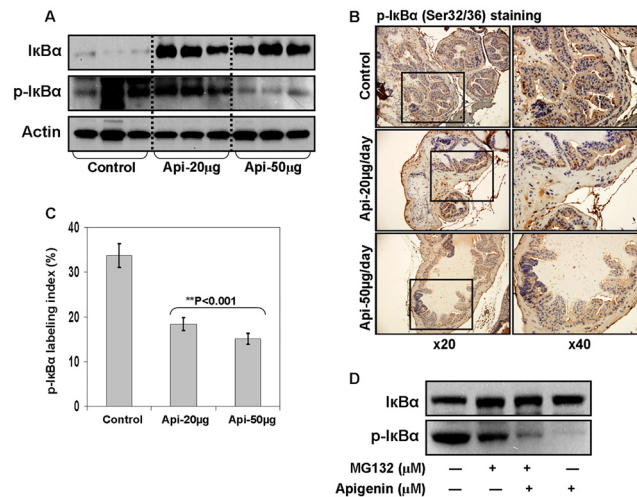 A
IκBα
p-IκBα
Actin
Control Api-20µg Api-50µg
B
p-IκBα (Ser32/36) staining
Control
Api-20µg/day
Api-50µg/day
x20 x40
C
p-IκBα labeling index (%)
40
30
20
10
0
**P<0.001
Control Api-20µg Api-50µg
D
IκBα
p-IκBα
MG132 (µM) — + + —
Apigenin (µM) — — + +